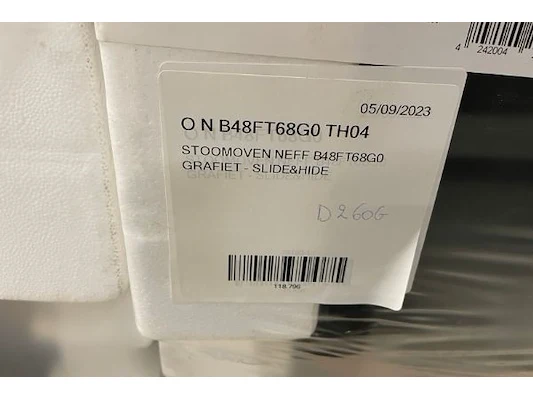 4 242004
05/09/2023
O N B48FT68G0 TH04
STOOMOVEN NEFF B48FT68G0
GRAFIET - SLIDE&HIDE
D260G
118.796